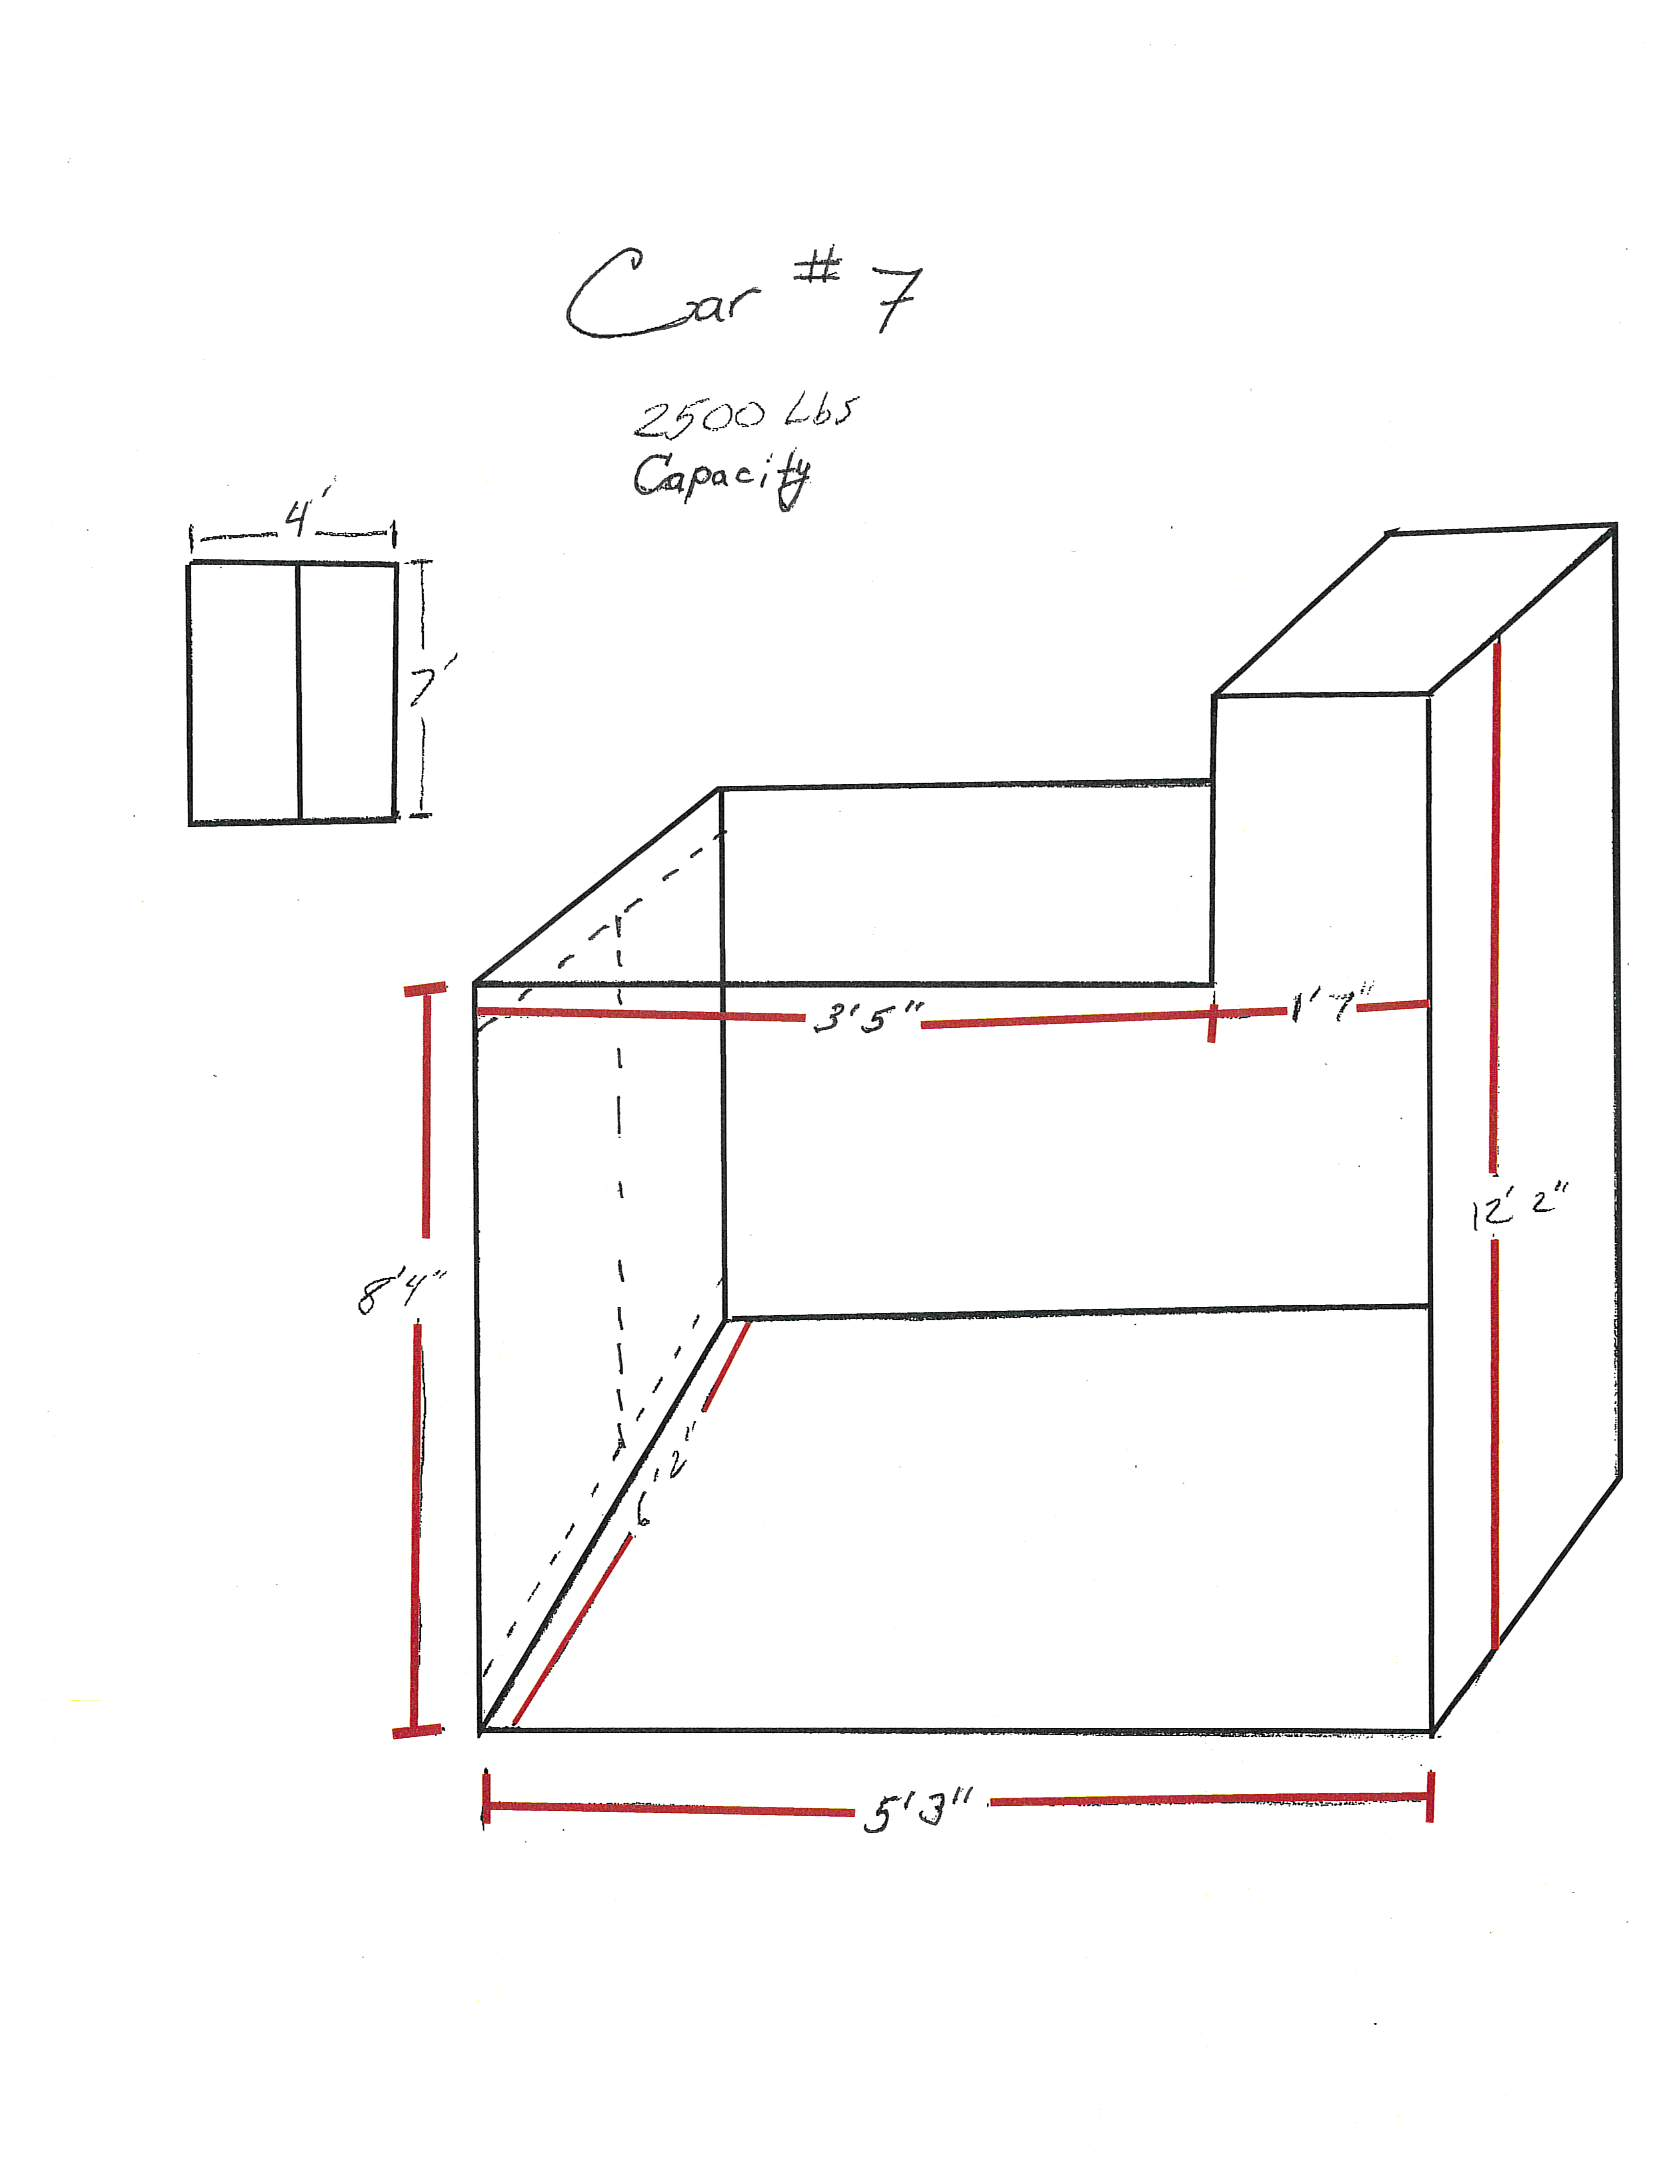 Car # 7
2500 Lbs
Capacity
4'
7'
3'5"
1'7"
12' 2"
8'4"
6'2"
5'3"